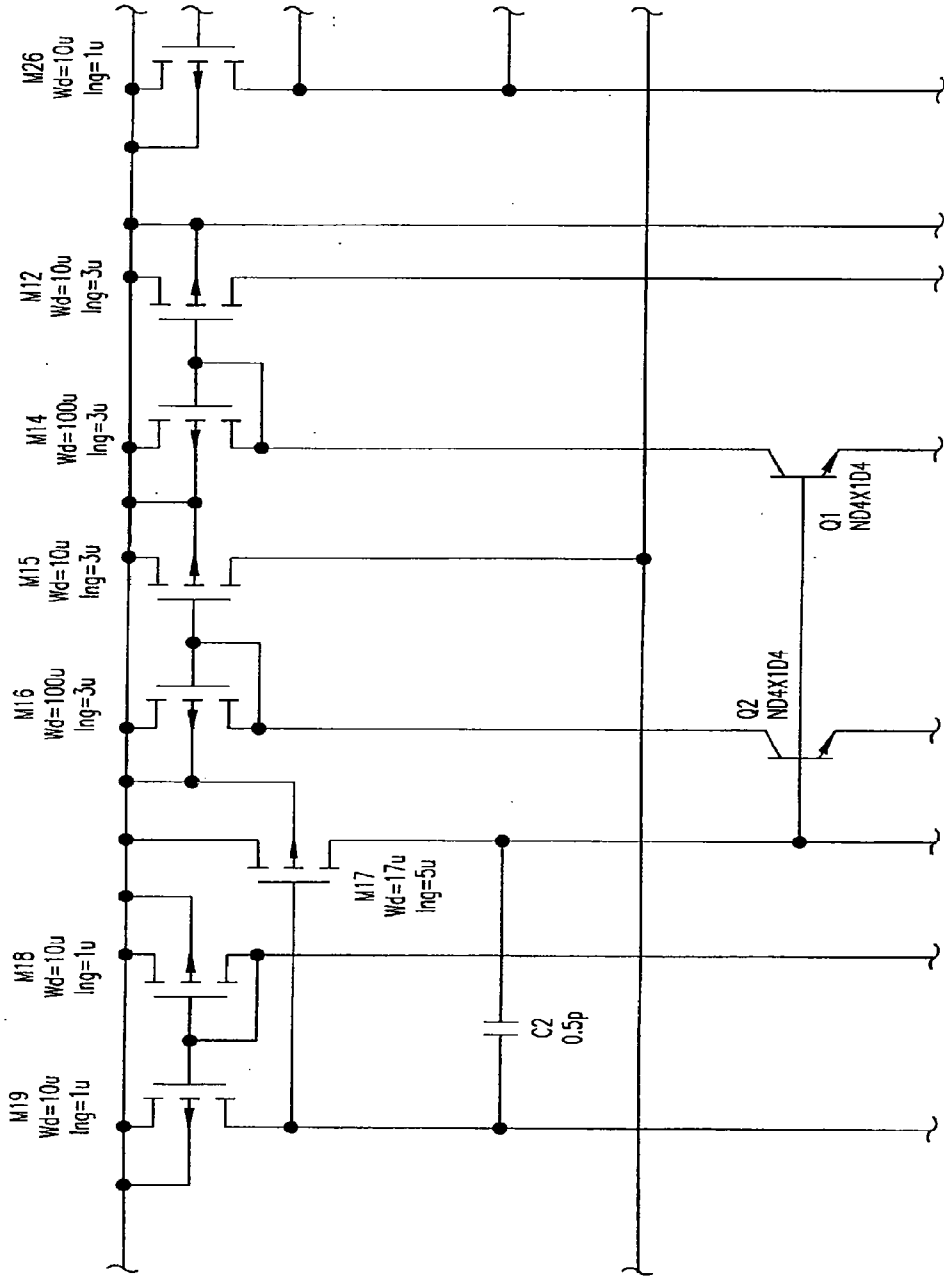 M19
Wd=10u
lng=1u
M18
Wd=10u
lng=1u
M17
Wd=17u
lng=5u
C2
0.5p
M16
Wd=100u
lng=3u
M15
Wd=10u
lng=3u
M14
Wd=100u
lng=3u
M12
Wd=10u
lng=3u
M26
Wd=10u
lng=1u
Q2
ND4X1D4
Q1
ND4X1D4